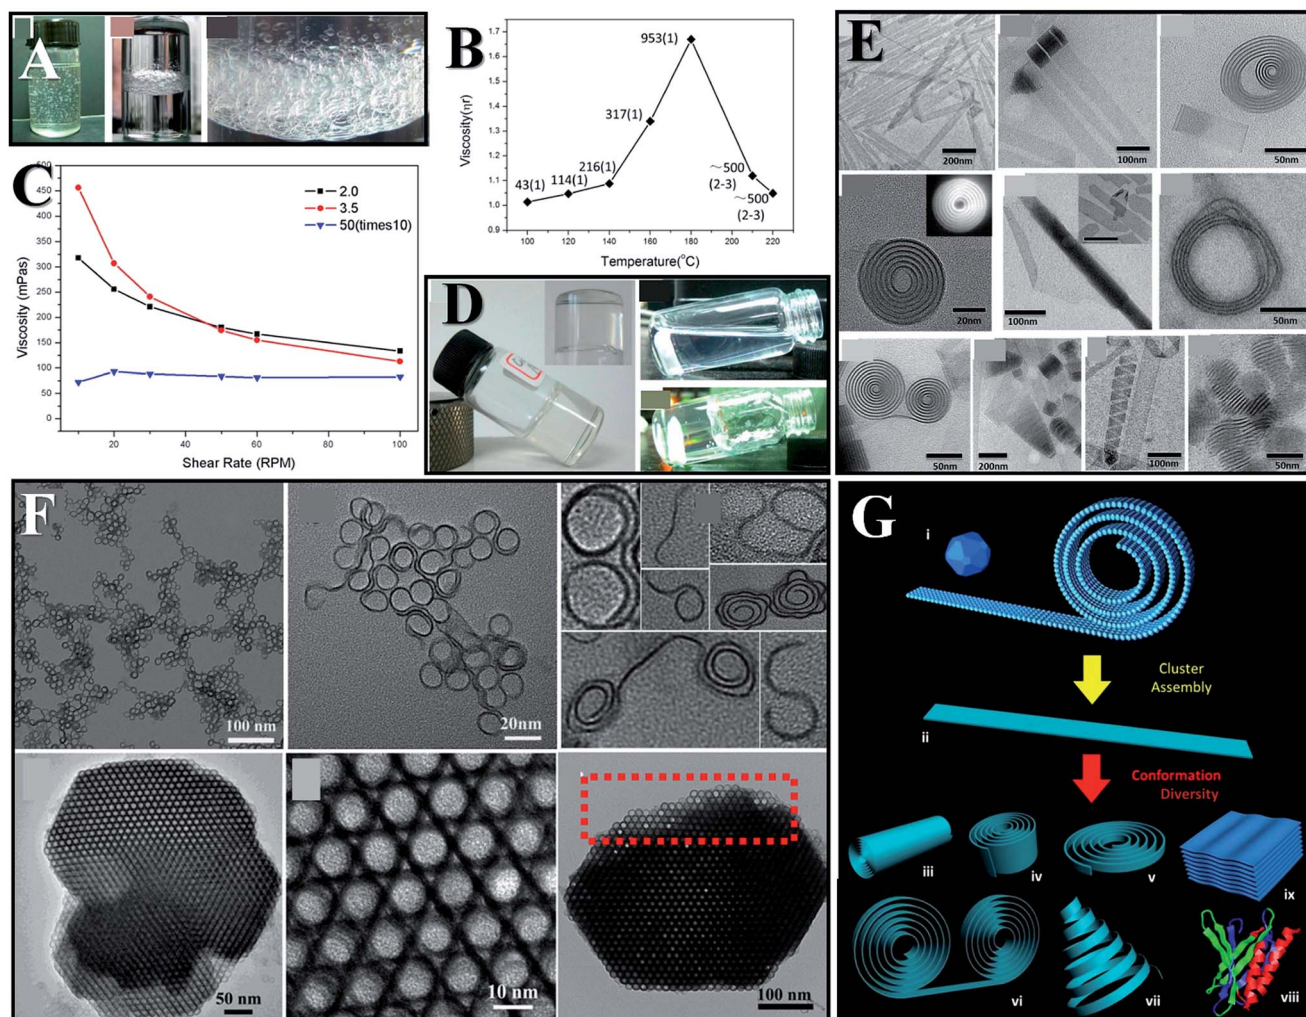 A
B
Viscosity(ηr)
1.7
1.6
1.5
1.4
1.3
1.2
1.1
1.0
0.9
43(1)
114(1)
216(1)
317(1)
953(1)
~500
(2-3)
~500
(2-3)
100
120
140
160
180
200
220
Temperature(°C)
C
Viscosity (mPas)
500
450
400
350
300
250
200
150
100
75
50
0
2.0
3.5
50(times10)
20
40
60
80
100
Shear Rate (RPM)
D
E
200nm
100nm
50nm
20nm
100nm
50nm
50nm
200nm
100nm
50nm
F
100 nm
20nm
50 nm
10 nm
100 nm
G
i
Cluster
Assembly
ii
Conformation
Diversity
iii
iv
v
ix
vi
vii
viii